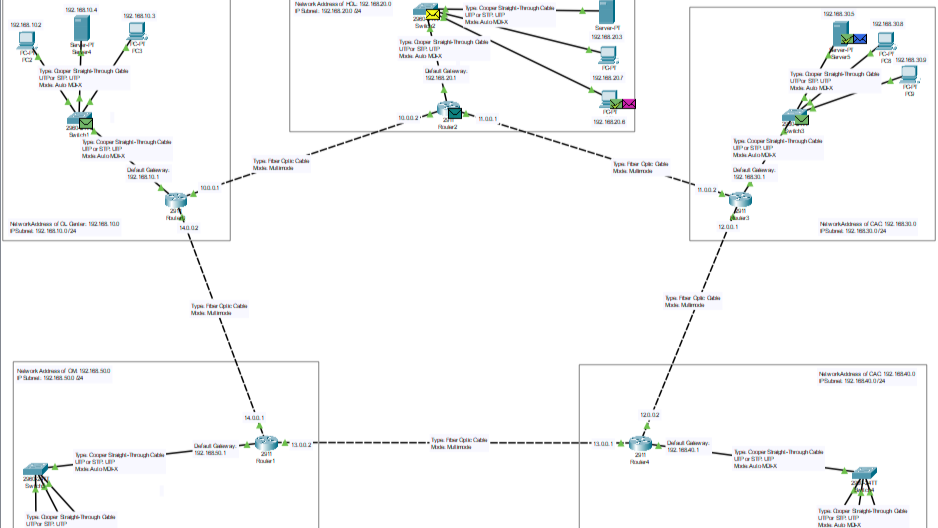 192.168.10.4
192.168.10.3
192.168.10.2
Server-PT
Server4
PC-PT
PC2
PC-PT
PC3
Type: Cooper Straight-Through Cable
UTP or STP: UTP
Mode: Auto MDI-X
Switch1
Type: Cooper Straight-Through Cable
UTP or STP: UTP
Mode: Auto MDI-X
Default Gateway:
192.168.10.1
10.0.0.1
2911
14.0.0.2
Network Address of OL Center: 192.168.10.0
IP Subnet: 192.168.10.0/24
Network Address of HOL: 192.168.20.0
IP Subnet: 192.168.20.0 /24
Type: Cooper Straight-Through Cable
UTP or STP: UTP
Mode: Auto MDI-X
Server-PT
192.168.20.3
Switch2
Type: Cooper Straight-Through Cable
UTP or STP: UTP
Mode: Auto MDI-X
PC-PT
192.168.20.7
PC-PT
192.168.20.6
Default Gateway:
192.168.20.1
10.0.0.2
11.0.0.1
Router2
Type: Fiber Optic Cable
Mode: Multimode
Type: Fiber Optic Cable
Mode: Multimode
192.168.30.5
192.168.30.8
192.168.30.9
Server-PT
Server5
PC-PT
PC8
PC-PT
PC9
Type: Cooper Straight-Through Cable
UTP or STP: UTP
Mode: Auto MDI-X
Switch3
Type: Cooper Straight-Through Cable
UTP or STP: UTP
Mode: Auto MDI-X
Default Gateway:
192.168.30.1
11.0.0.2
2911
Router3
12.0.0.1
Network Address of CAC: 192.168.30.0
IP Subnet: 192.168.30.0/24
Type: Fiber Optic Cable
Mode: Multimode
Type: Fiber Optic Cable
Mode: Multimode
Network Address of OM: 192.168.50.0
IP Subnet: 192.168.50.0 /24
14.0.0.1
Default Gateway:
192.168.50.1
13.0.0.2
2911
Router1
Type: Cooper Straight-Through Cable
UTP or STP: UTP
Mode: Auto MDI-X
Type: Cooper Straight-Through Cable
UTP or STP: UTP
Type: Fiber Optic Cable
Mode: Multimode
Network Address of CAC: 192.168.40.0
IP Subnet: 192.168.40.0/24
12.0.0.2
13.0.0.1
Default Gateway:
192.168.40.1
2911
Router4
Type: Cooper Straight-Through Cable
UTP or STP: UTP
Mode: Auto MDI-X
Type: Cooper Straight-Through Cable
UTP or STP: UTP
Mode: Auto MDI-X